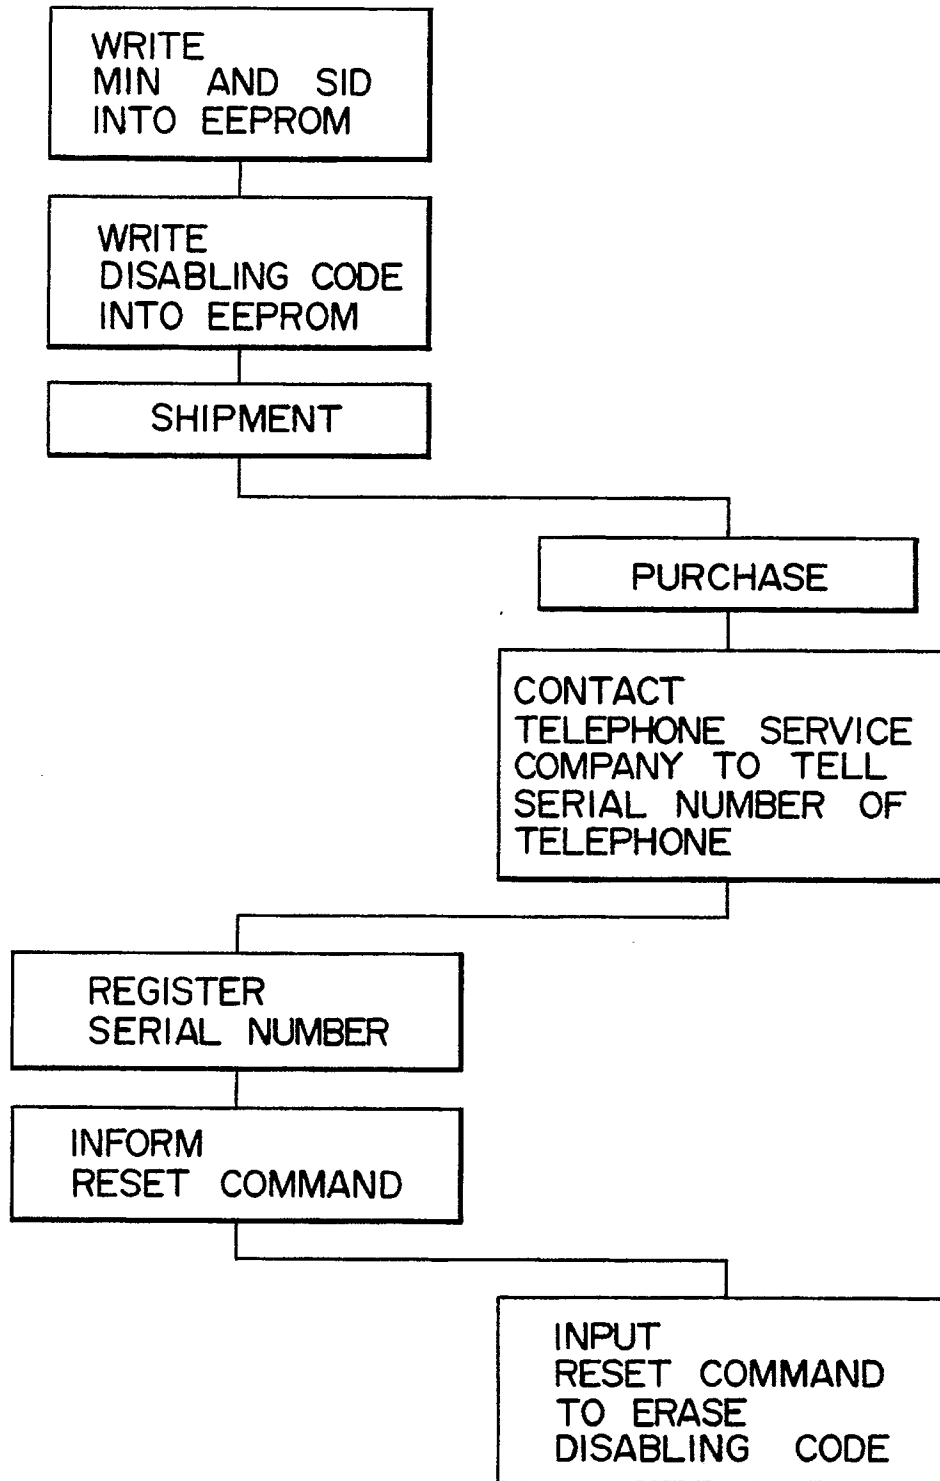 WRITE
MIN AND SID
INTO EEPROM
WRITE
DISABLING CODE
INTO EEPROM
SHIPMENT
PURCHASE
CONTACT
TELEPHONE SERVICE
COMPANY TO TELL
SERIAL NUMBER OF
TELEPHONE
REGISTER
SERIAL NUMBER
INFORM
RESET COMMAND
INPUT
RESET COMMAND
TO ERASE
DISABLING CODE